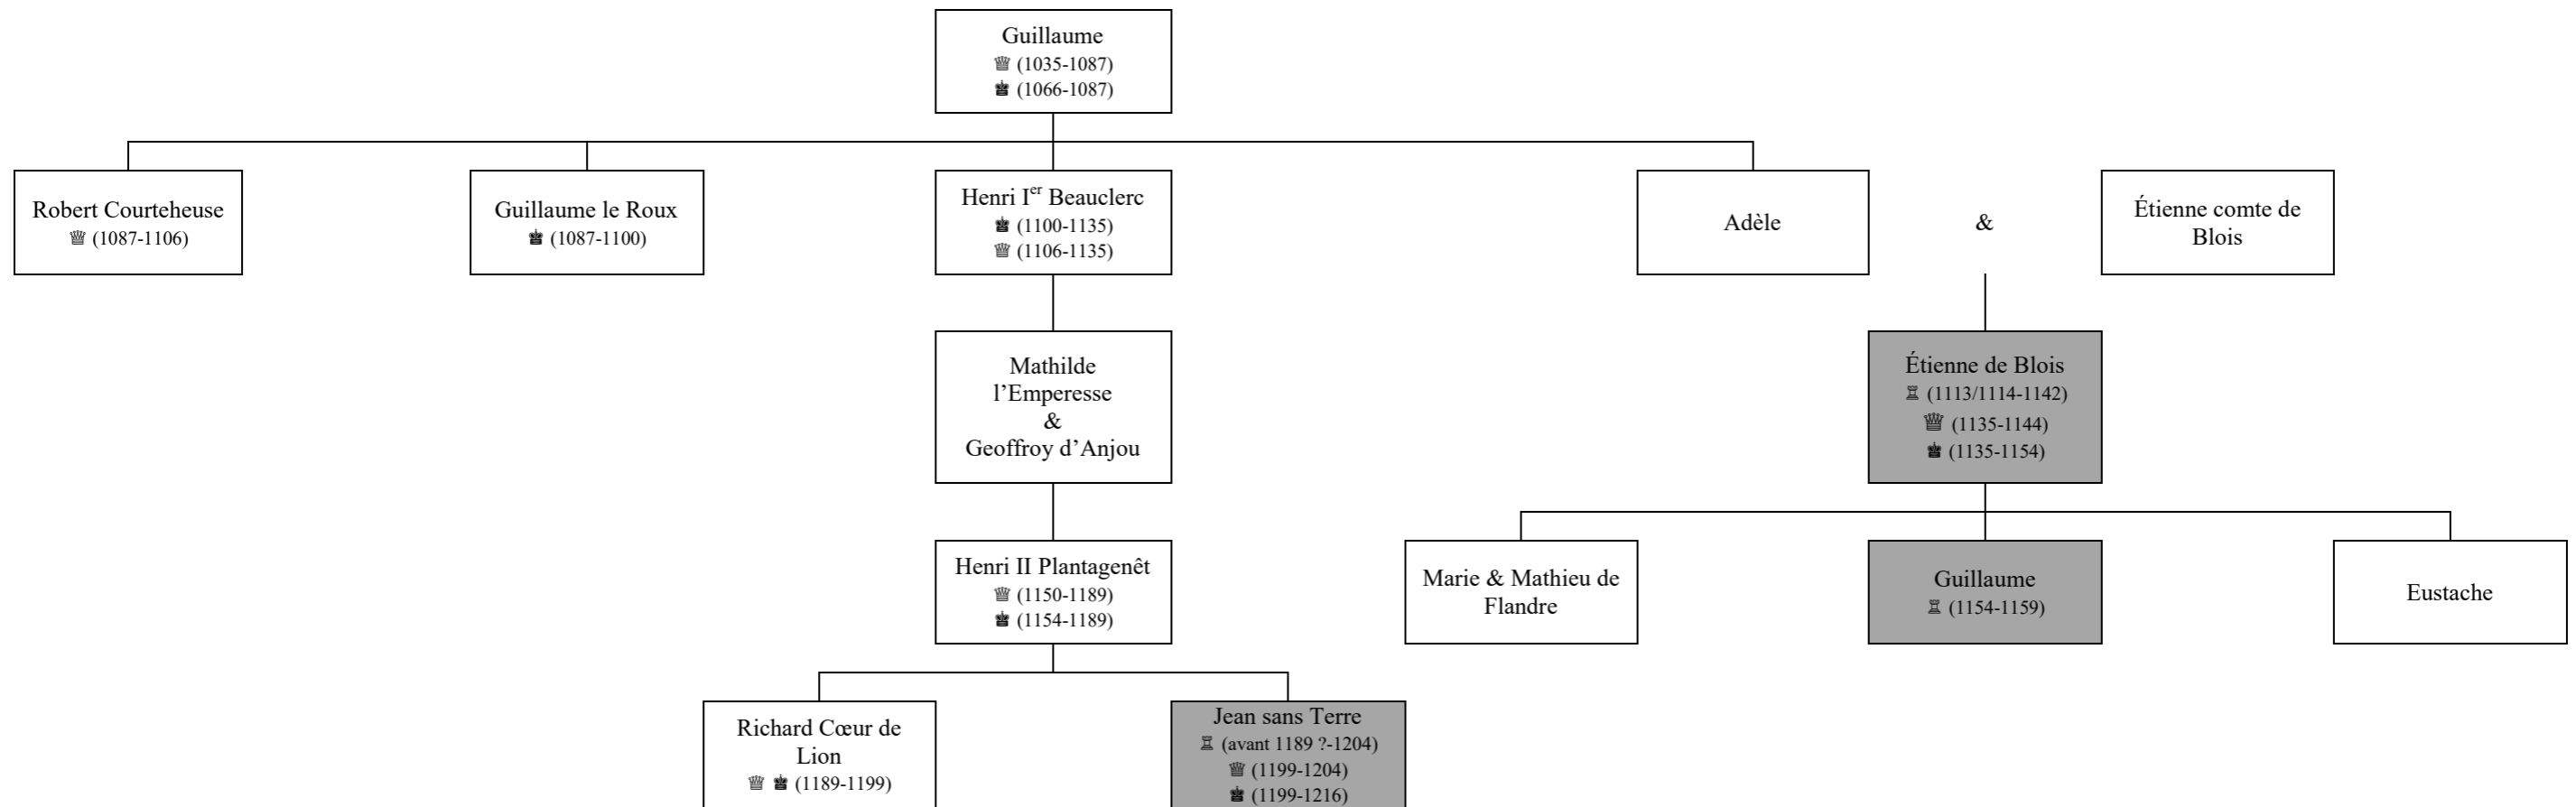 Guillaume
♕ (1035-1087)
♚ (1066-1087)
Robert Courteheuse
♕ (1087-1106)
Guillaume le Roux
♚ (1087-1100)
Henri Ier Beauclerc
♚ (1100-1135)
♕ (1106-1135)
Adèle
&
Étienne comte de
Blois
Mathilde
l’Emperesse
&
Geoffroy d’Anjou
Étienne de Blois
♖ (1113/1114-1142)
♕ (1135-1144)
♚ (1135-1154)
Henri II Plantagenêt
♕ (1150-1189)
♚ (1154-1189)
Marie & Mathieu de
Flandre
Guillaume
♖ (1154-1159)
Eustache
Richard Cœur de
Lion
♕ ♚ (1189-1199)
Jean sans Terre
♖ (avant 1189 ?-1204)
♕ (1199-1204)
♚ (1199-1216)